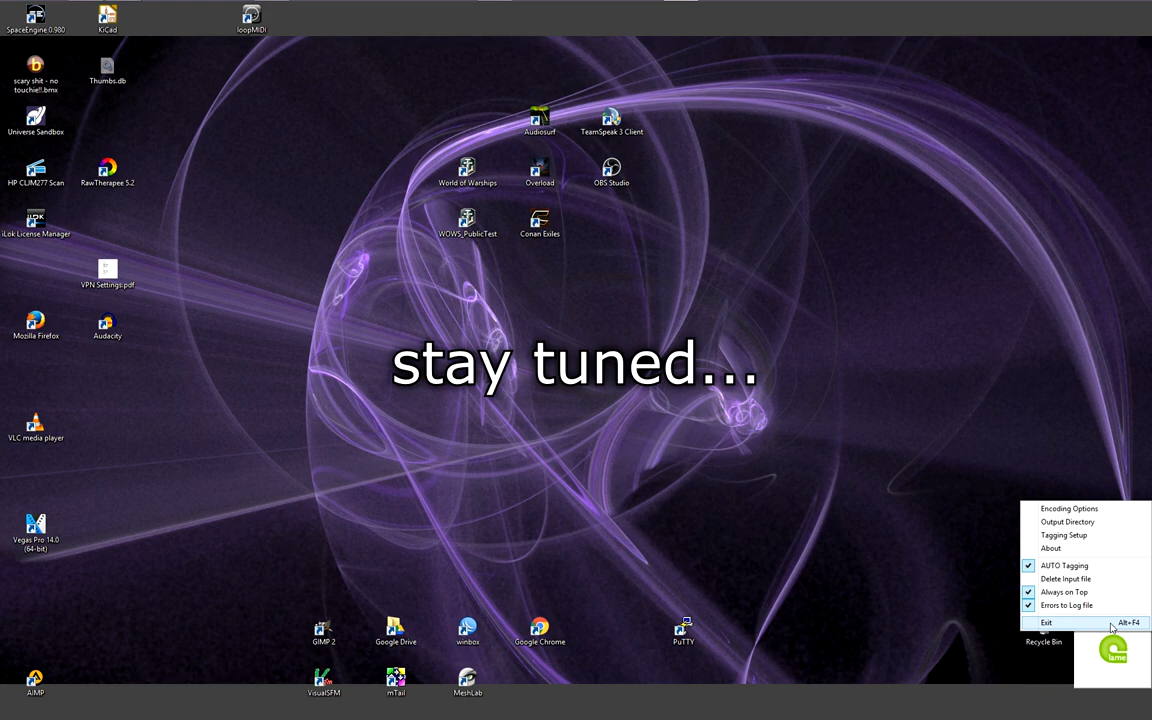 SpaceEngine 0.980
KiCad
loopMIDI
scary shit - no
touchie!!.bmx
Thumbs.db
Universe Sandbox
Audiosurf
TeamSpeak 3 Client
HP CLJM277 Scan
RawTherapee 5.2
World of Warships
Overload
OBS Studio
iLok License Manager
WOWS_PublicTest
Conan Exiles
VPN Settings.pdf
Mozilla Firefox
Audacity
stay tuned...
VLC media player
Vegas Pro 14.0
(64-bit)
Encoding Options
Output Directory
Tagging Setup
About
AUTO Tagging
Delete Input file
Always on Top
Errors to Log file
Exit Alt+F4
GIMP 2
Google Drive
winbox
Google Chrome
PuTTY
Recycle Bin
lame
AIMP
VisualSFM
mTail
MeshLab